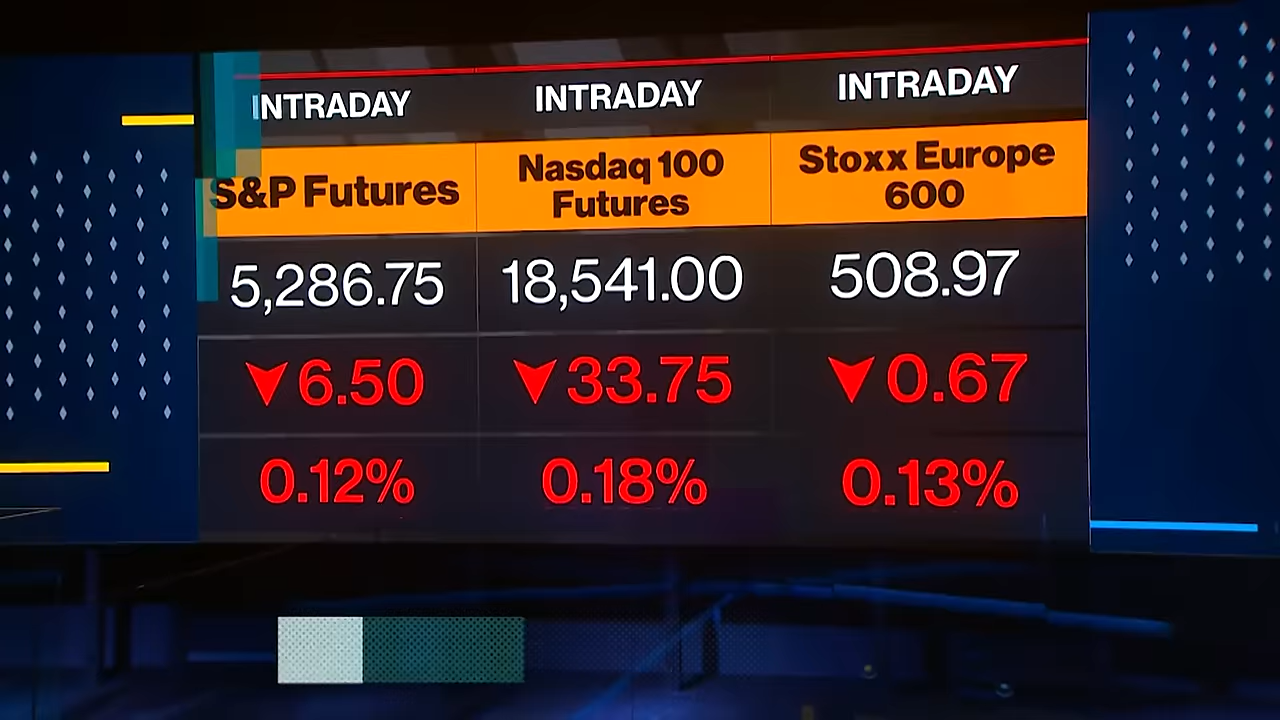 INTRADAY INTRADAY INTRADAY
S&P Futures Nasdaq 100 Futures Stoxx Europe 600
5,286.75 18,541.00 508.97
▼6.50 ▼33.75 ▼0.67
0.12% 0.18% 0.13%